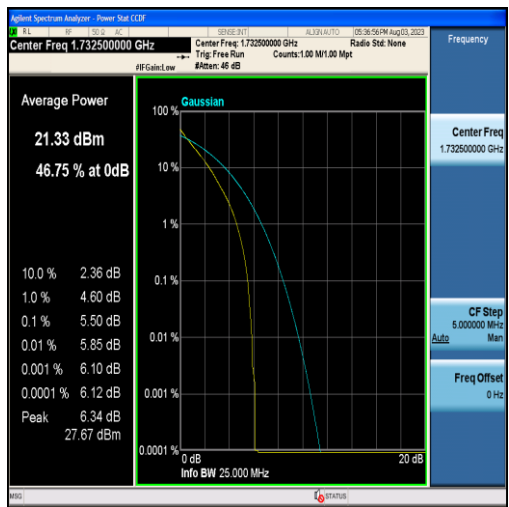 Agilent Spectrum Analyzer - Power Stat CCDF
RL RF 50 Ω AC SENSE:INT ALIGN AUTO 05:36:56 PM Aug 03, 2023
Center Freq 1.732500000 GHz
Center Freq: 1.732500000 GHz Radio Std: None
Trig: Free Run Counts:1.00 M/1.00 Mpt
#IFGain:Low #Atten: 46 dB
Frequency
Average Power
21.33 dBm
46.75 % at 0dB
10.0 % 2.36 dB
1.0 % 4.60 dB
0.1 % 5.50 dB
0.01 % 5.85 dB
0.001 % 6.10 dB
0.0001 % 6.12 dB
Peak 6.34 dB
27.67 dBm
Gaussian
100 %
10 %
1 %
0.1 %
0.01 %
0.001 %
0.0001 %
0 dB 20 dB
Info BW 25.000 MHz
Center Freq
1.732500000 GHz
CF Step
5.000000 MHz
Auto Man
Freq Offset
0 Hz
MSG STATUS